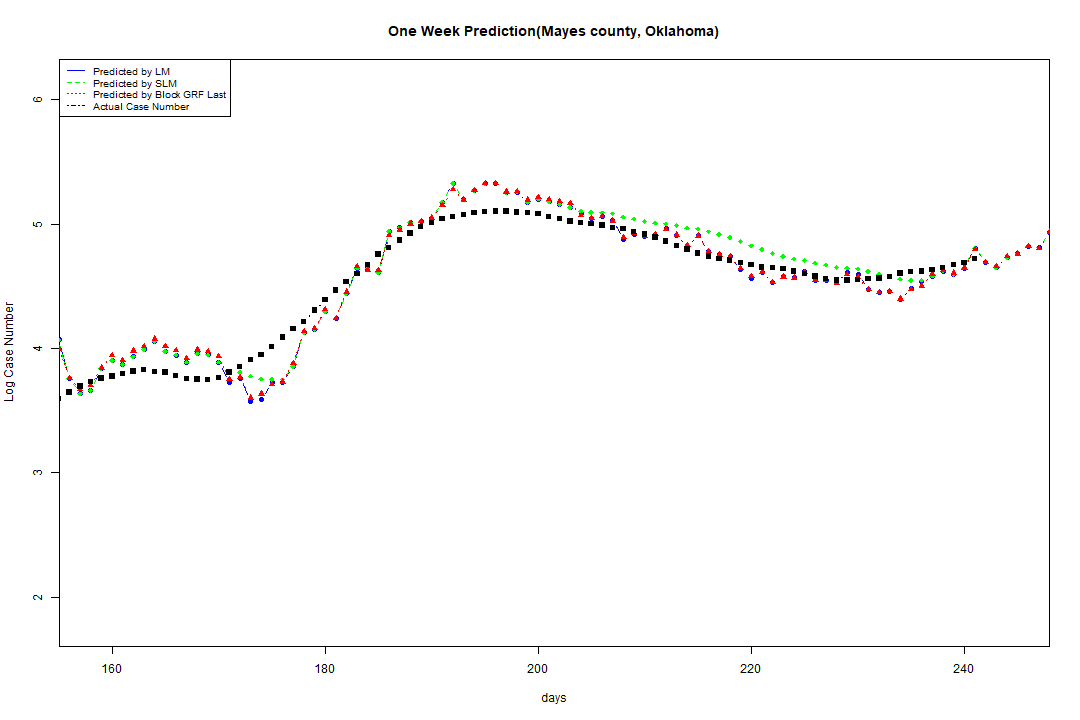 One Week Prediction(Mayes county, Oklahoma)
Predicted by LM
Predicted by SLM
Predicted by Block GRF Last
Actual Case Number
6
5
4
3
2
Log Case Number
160 180 200 220 240
days